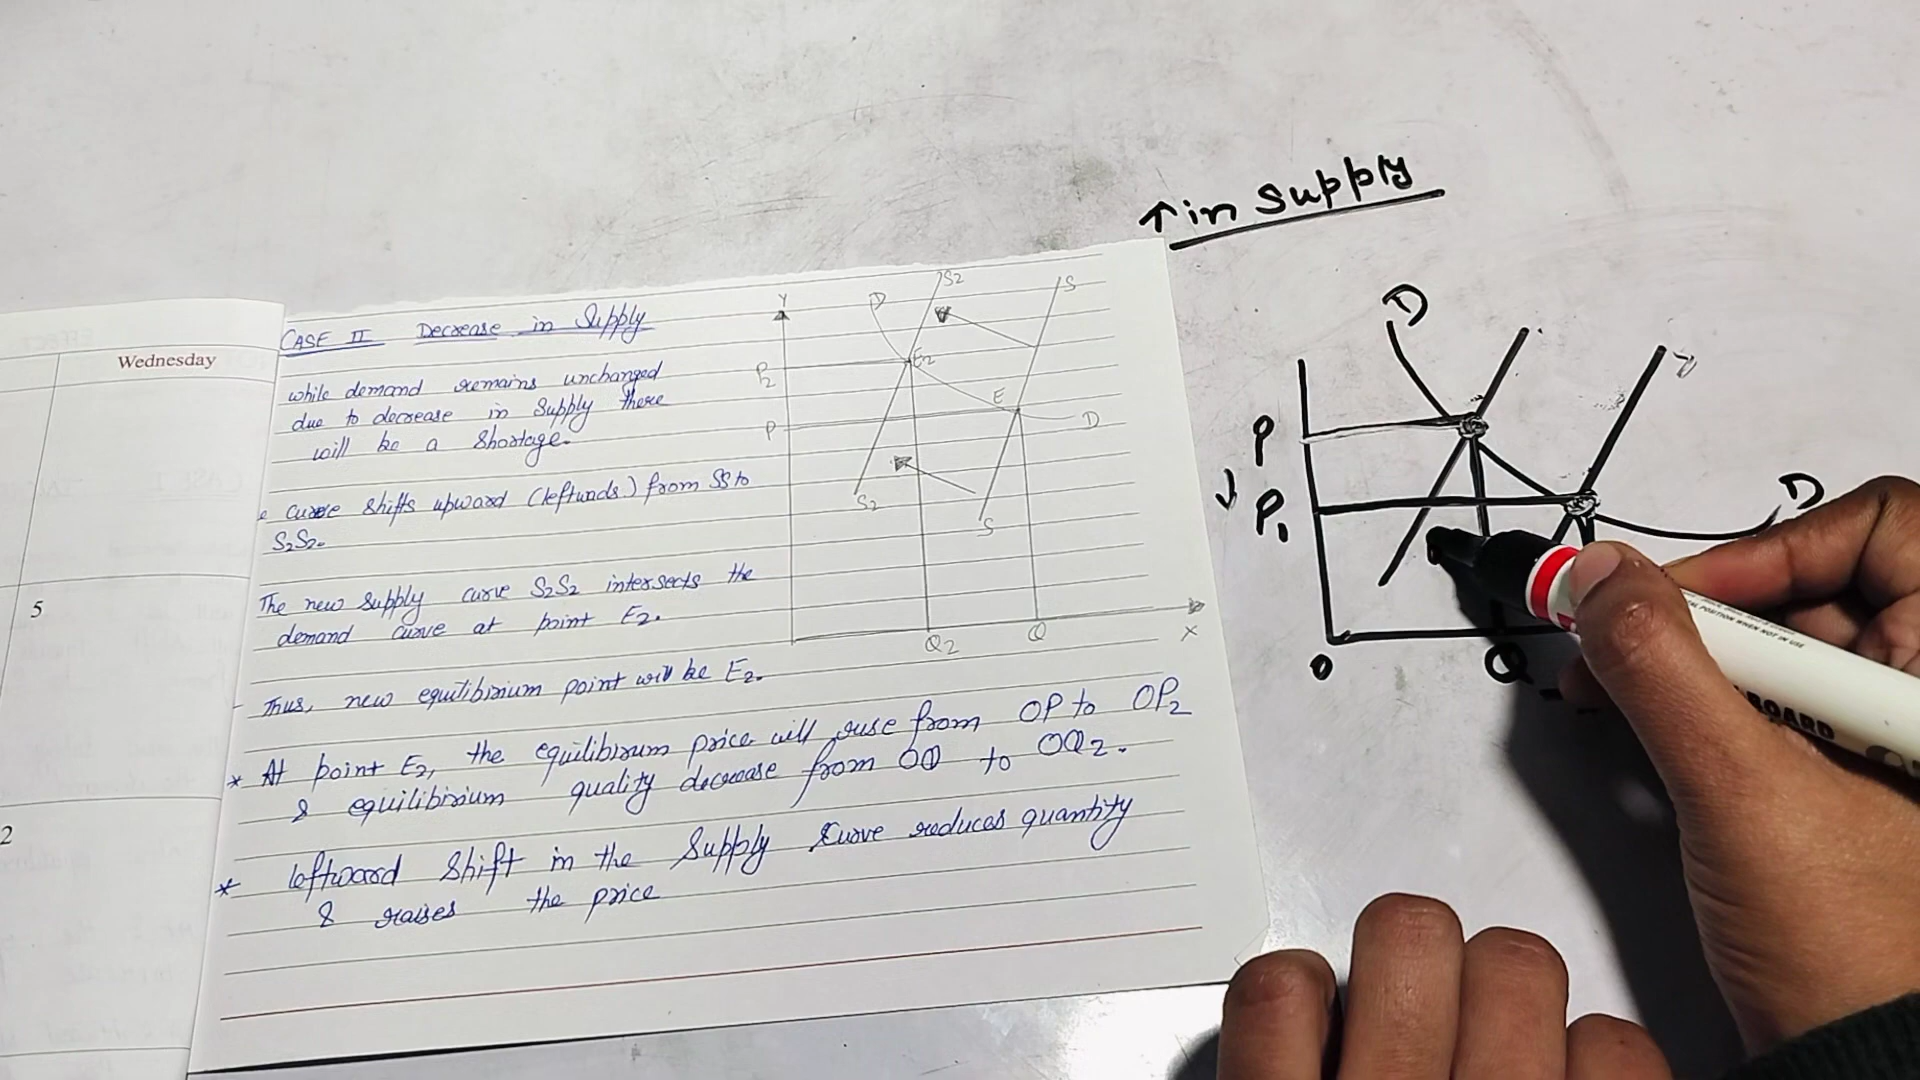 ↑ in supply
Wednesday
5
2
CASE II Decrease in Supply
while demand remains unchanged
due to decrease in Supply there
will be a Shortage.
e curve shifts upward (leftwards) from SS to
S2S2.
The new supply curve S2S2 intersects the
demand curve at point E2.
Thus, new equilibrium point will be E2.
* At point E2, the equilibrium price will ruse from OP to OP2
& equilibrium quality decrease from OQ to OQ2.
* leftward Shift in the Supply curve reduces quantity
& raises the price
Y
D
S2
S
P2
E2
E
P
D
S2
S
Q2
Q
X
D
P
↓ P1
D
O
Q
BOARD